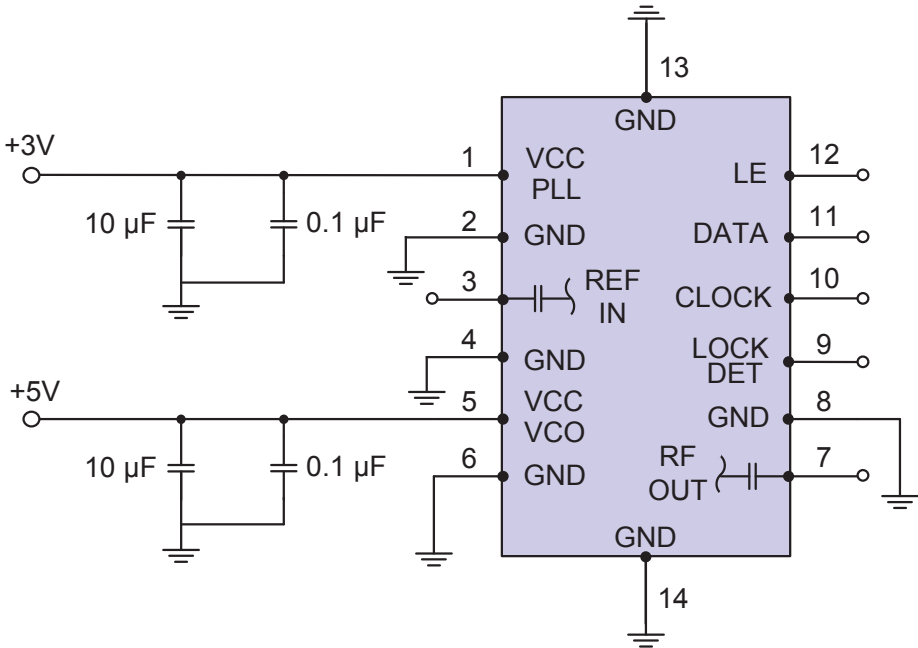 13
GND
+3V
1
VCC
PLL
12
LE
10 µF
0.1 µF
2
GND
11
DATA
3
REF
IN
10
CLOCK
4
GND
9
LOCK
DET
+5V
5
VCC
VCO
8
GND
10 µF
0.1 µF
6
GND
7
RF
OUT
GND
14